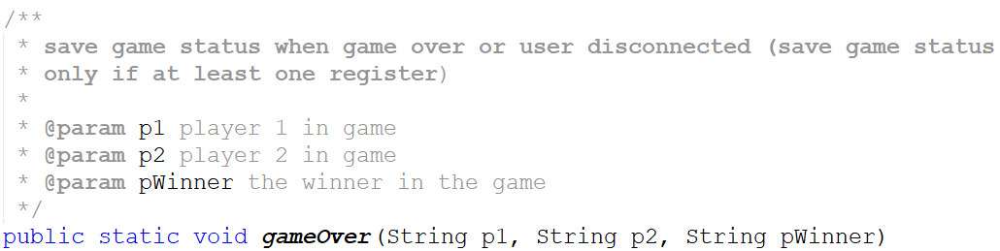 /**
* save game status when game over or user disconnected (save game status
* only if at least one register)
*
* @param p1 player 1 in game
* @param p2 player 2 in game
* @param pWinner the winner in the game
*/
public static void gameOver(String p1, String p2, String pWinner)